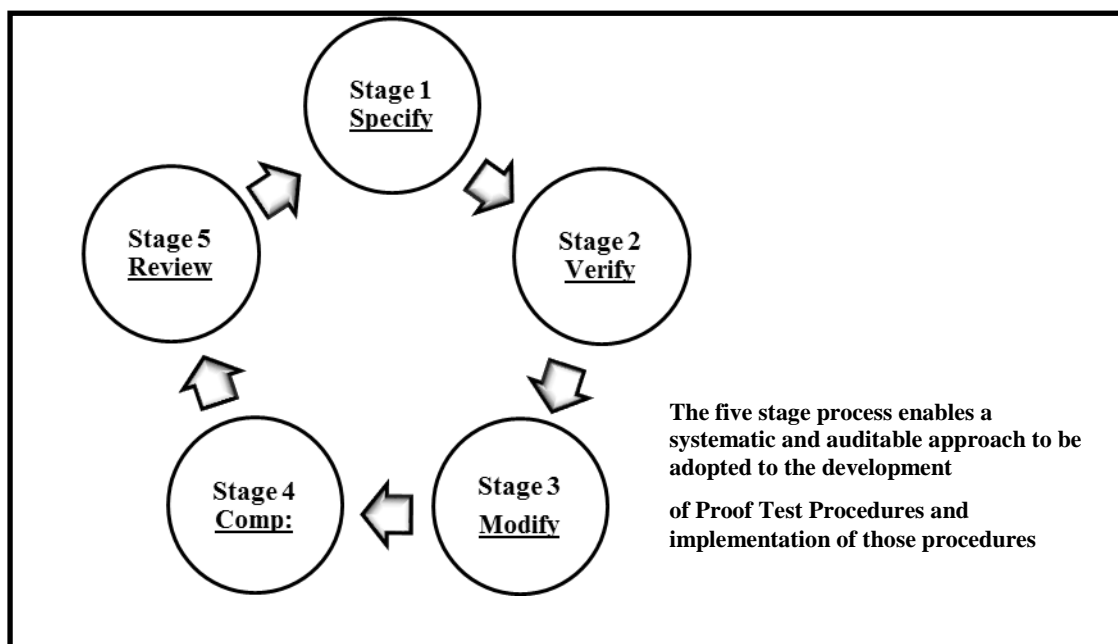 Stage 1
Specify
Stage 2
Verify
Stage 3
Modify
Stage 4
Comp:
Stage 5
Review
The five stage process enables a
systematic and auditable approach to be
adopted to the development
of Proof Test Procedures and
implementation of those procedures